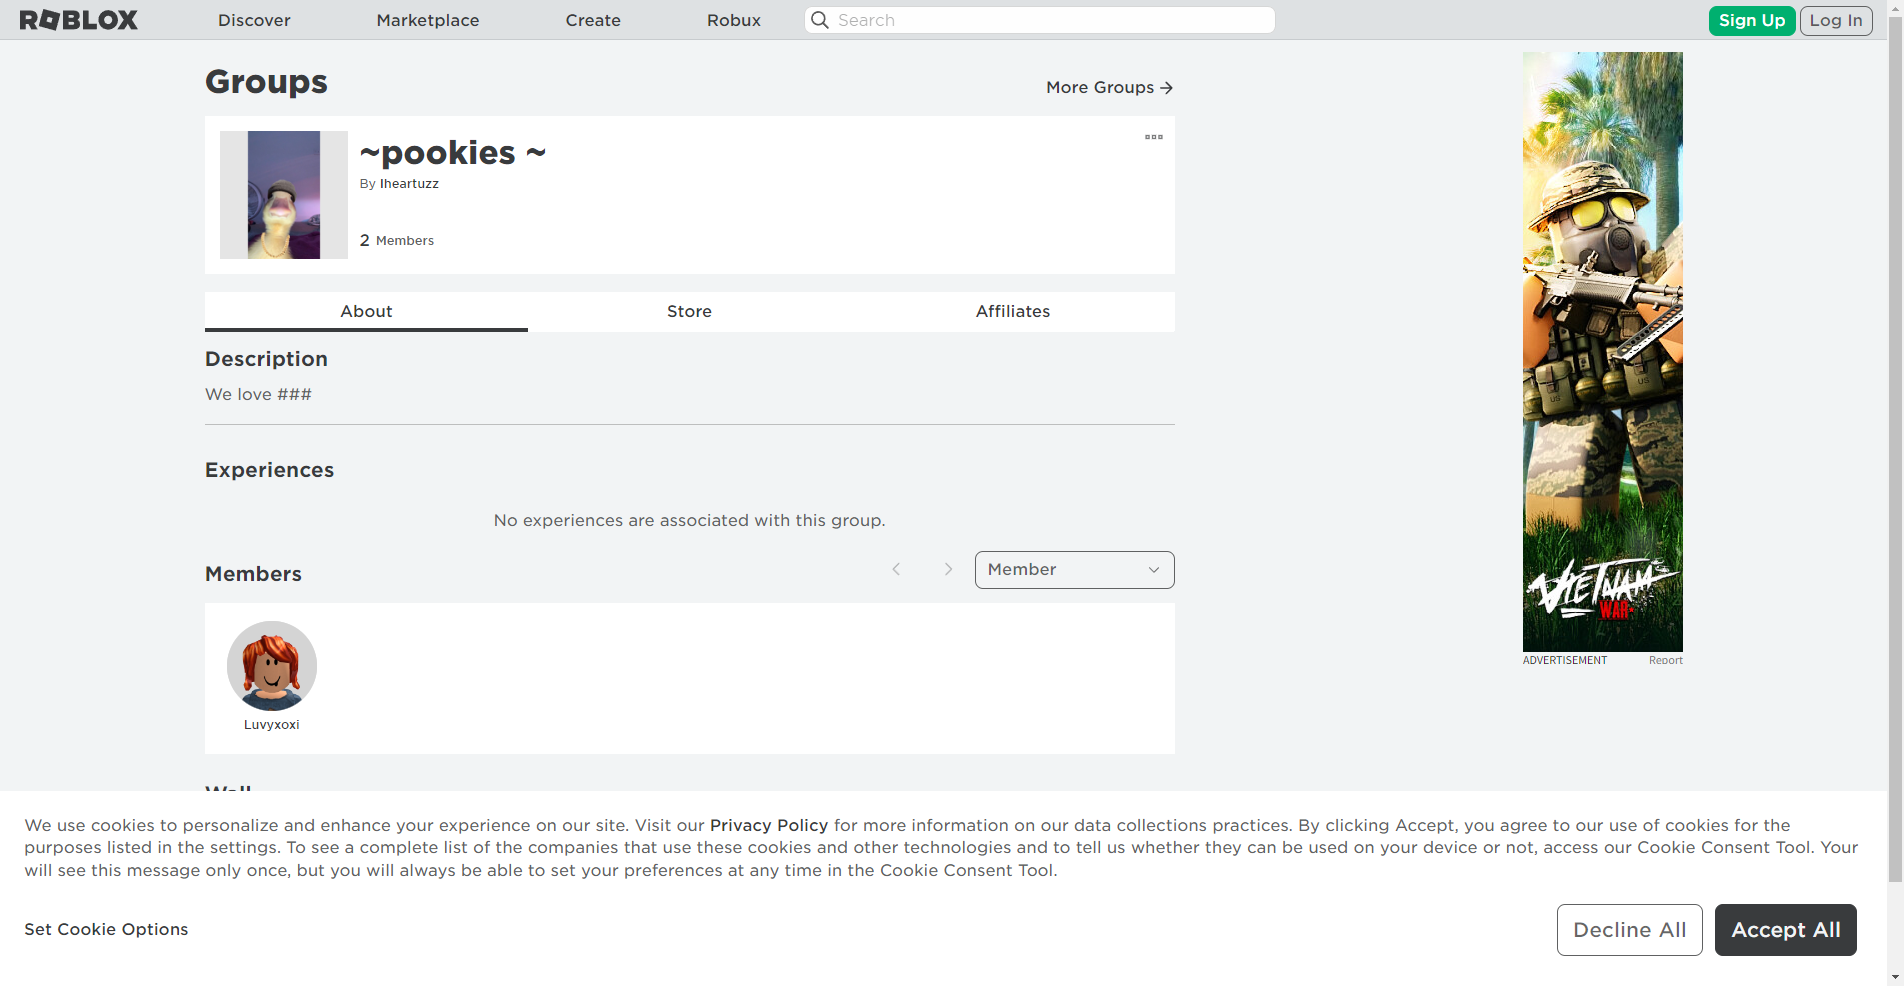 ROBLOX
Discover
Marketplace
Create
Robux
Search
Sign Up
Log In
Groups
More Groups →
~pookies ~
By Iheartuzz
2 Members
About
Store
Affiliates
Description
We love ###
Experiences
No experiences are associated with this group.
Members
Member
Luvyxoxi
Wall
US
US
VIETNAM
WAR
ADVERTISEMENT
Report
We use cookies to personalize and enhance your experience on our site. Visit our Privacy Policy for more information on our data collections practices. By clicking Accept, you agree to our use of cookies for the
purposes listed in the settings. To see a complete list of the companies that use these cookies and other technologies and to tell us whether they can be used on your device or not, access our Cookie Consent Tool. Your
will see this message only once, but you will always be able to set your preferences at any time in the Cookie Consent Tool.
Set Cookie Options
Decline All
Accept All